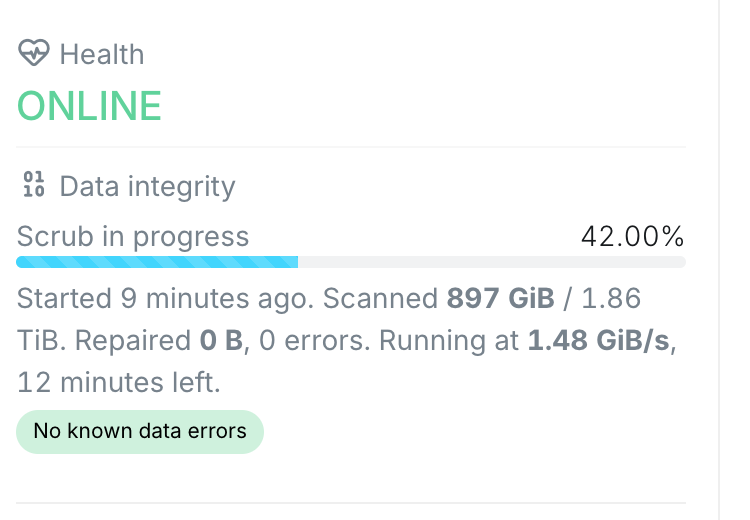 Health
ONLINE
Data integrity
Scrub in progress 42.00%
Started 9 minutes ago. Scanned 897 GiB / 1.86
TiB. Repaired 0 B, 0 errors. Running at 1.48 GiB/s,
12 minutes left.
No known data errors